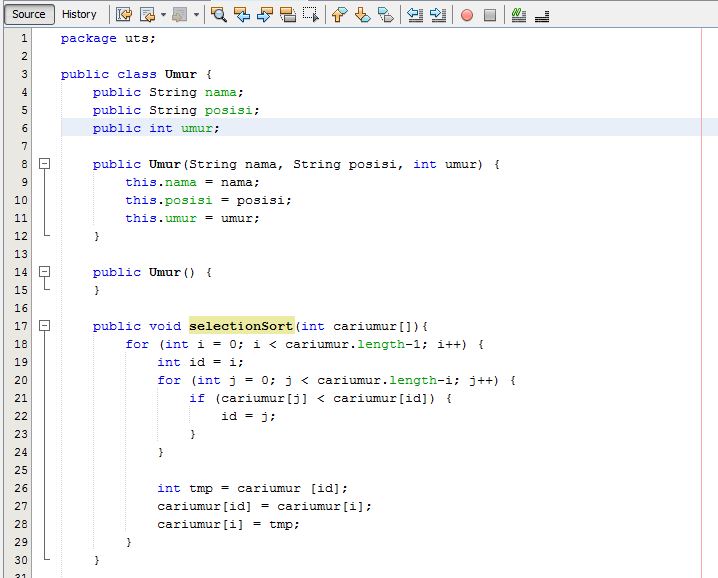 Source History
1 package uts;
2
3 public class Umur {
4 public String nama;
5 public String posisi;
6 public int umur;
7
8 public Umur(String nama, String posisi, int umur) {
9 this.nama = nama;
10 this.posisi = posisi;
11 this.umur = umur;
12 }
13
14 public Umur() {
15 }
16
17 public void selectionSort(int cariumur[]){
18 for (int i = 0; i < cariumur.length-1; i++) {
19 int id = i;
20 for (int j = 0; j < cariumur.length-i; j++) {
21 if (cariumur[j] < cariumur[id]) {
22 id = j;
23 }
24 }
25
26 int tmp = cariumur [id];
27 cariumur[id] = cariumur[i];
28 cariumur[i] = tmp;
29 }
30 }
31